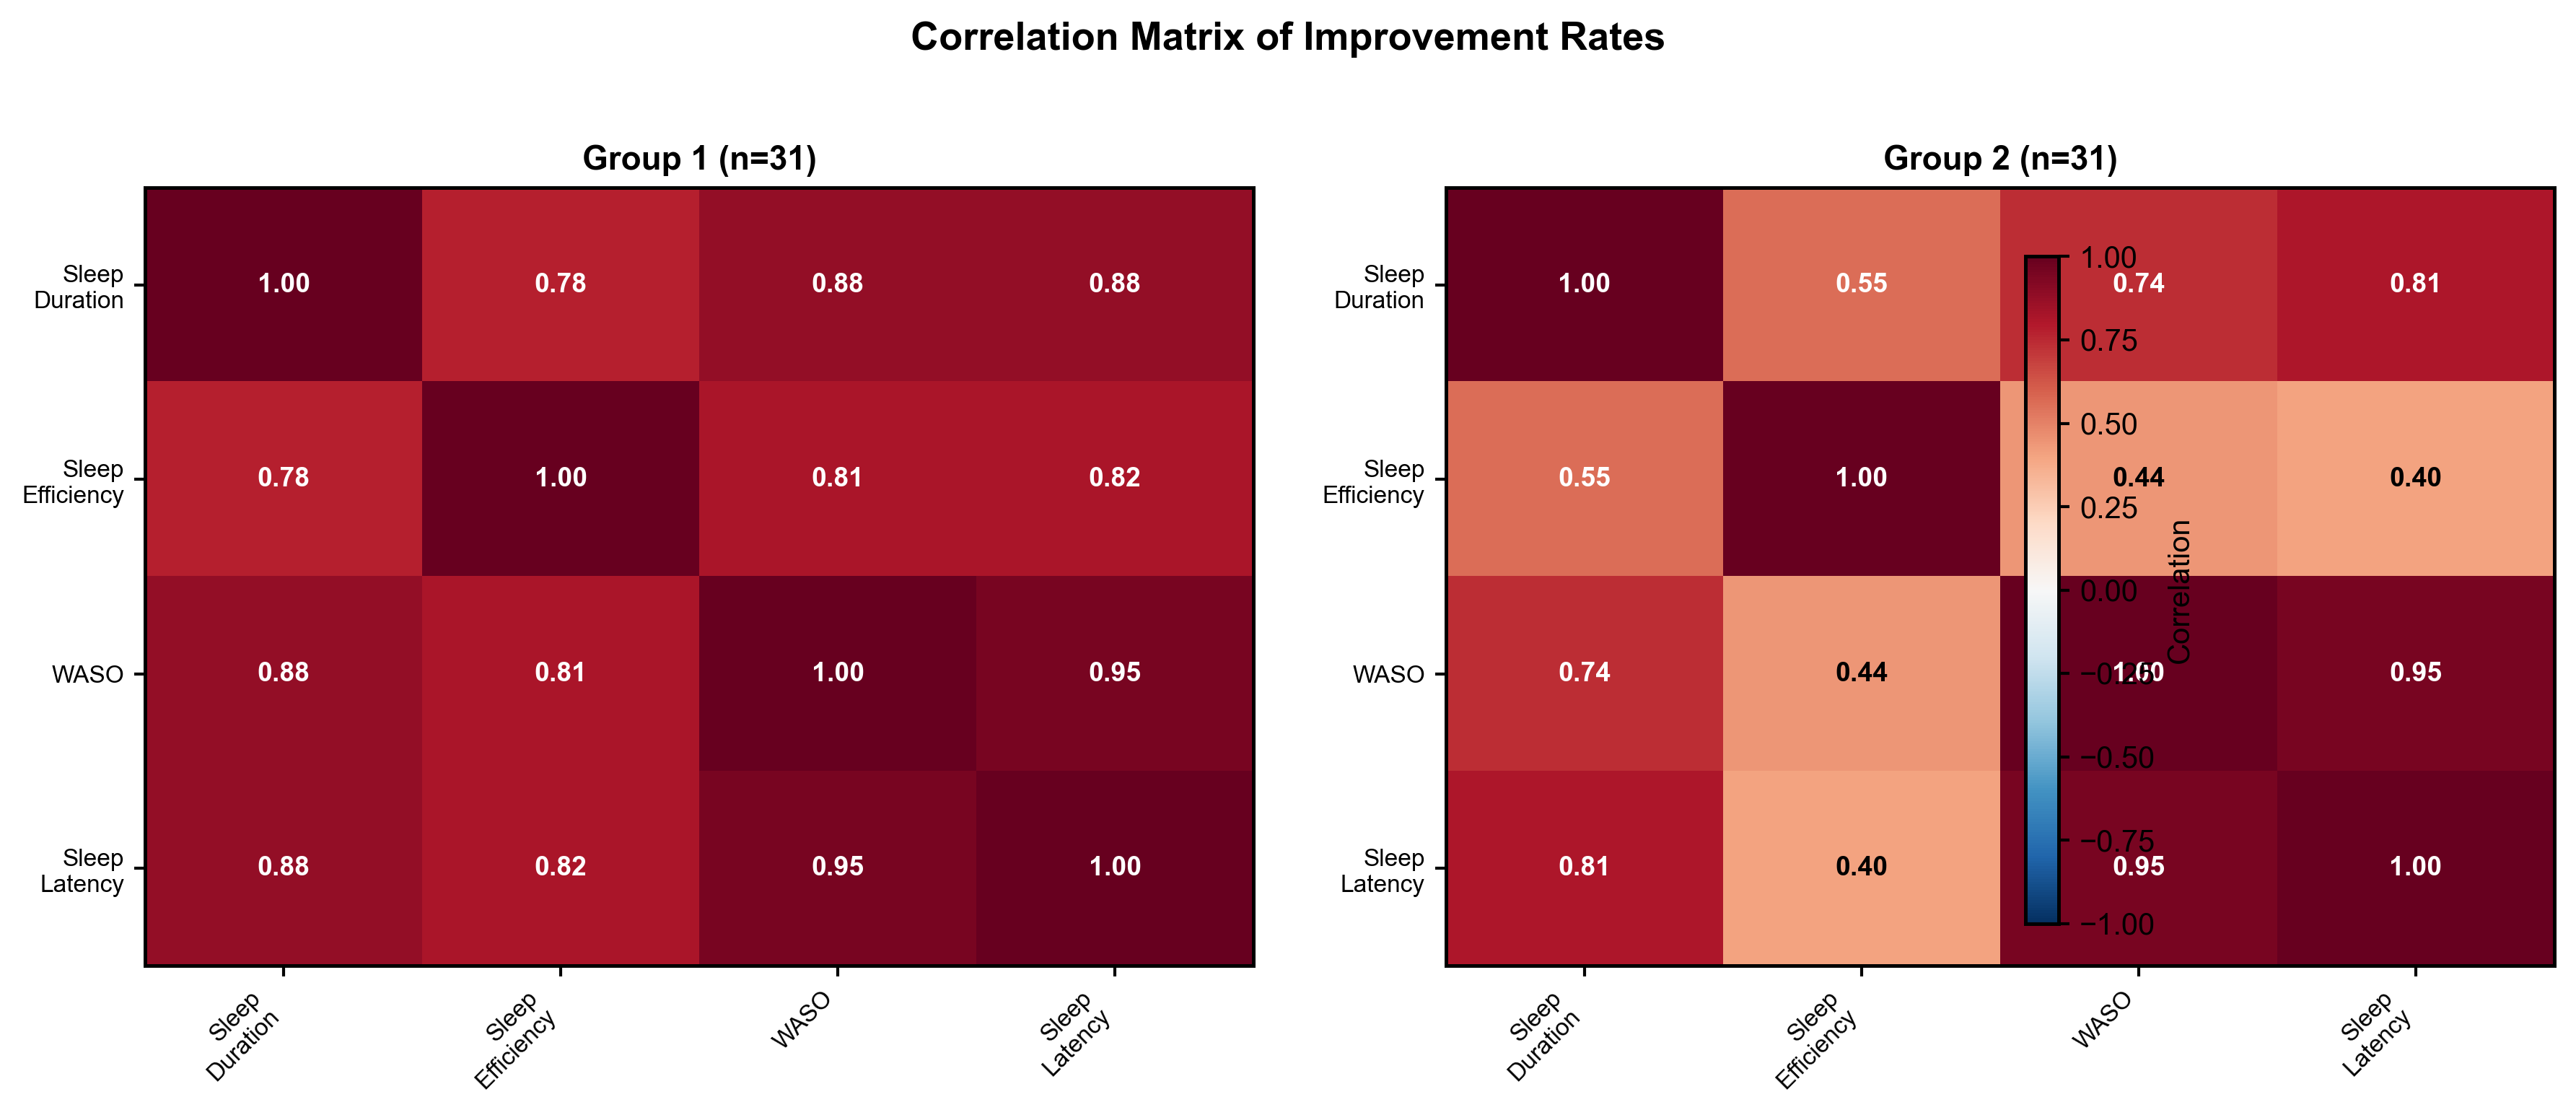 Correlation Matrix of Improvement Rates
Group 1 (n=31)
Sleep
Duration
1.00 0.78 0.88 0.88
Sleep
Efficiency
0.78 1.00 0.81 0.82
WASO
0.88 0.81 1.00 0.95
Sleep
Latency
0.88 0.82 0.95 1.00
Sleep
Duration
Sleep
Efficiency
WASO
Sleep
Latency
Group 2 (n=31)
Sleep
Duration
1.00 0.55 0.74 0.81
Sleep
Efficiency
0.55 1.00 0.44 0.40
WASO
0.74 0.44 1.00 0.95
Sleep
Latency
0.81 0.40 0.95 1.00
Sleep
Duration
Sleep
Efficiency
WASO
Sleep
Latency
1.00
0.75
0.50
0.25
0.00
−0.25
−0.50
−0.75
−1.00
Correlation